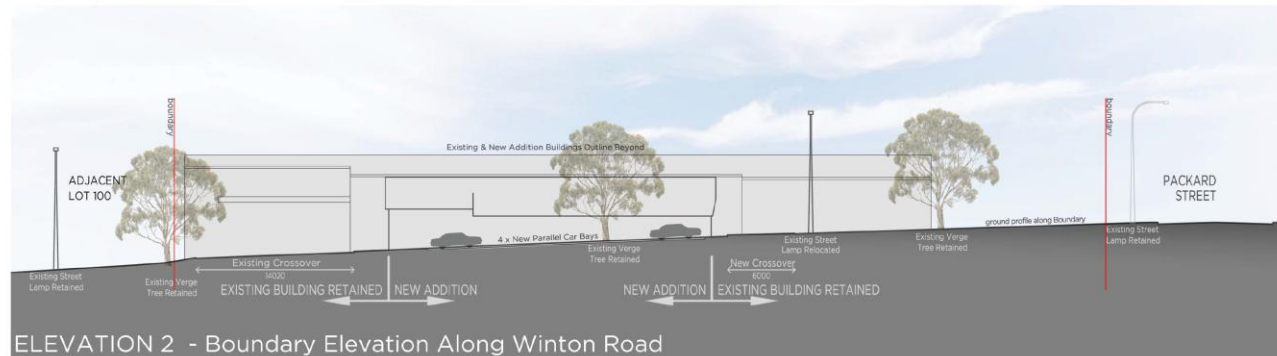 boundary
boundary
Existing & New Addition Buildings Outline Beyond
ADJACENT
LOT 100
PACKARD
STREET
ground profile along Boundary
4 x New Parallel Car Bays
Existing Street
Lamp Retained
Existing Verge
Tree Retained
Existing Crossover
14020
Existing Verge
Tree Retained
Existing Street
Lamp Relocated
New Crossover
6000
Existing Verge
Tree Retained
Existing Street
Lamp Retained
EXISTING BUILDING RETAINED
NEW ADDITION
NEW ADDITION
EXISTING BUILDING RETAINED
ELEVATION 2 - Boundary Elevation Along Winton Road